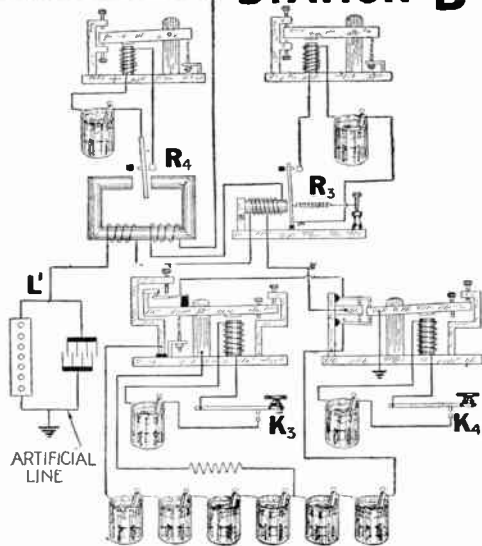 STATION B
R4
R3
L'
K3
K4
ARTIFICIAL
LINE